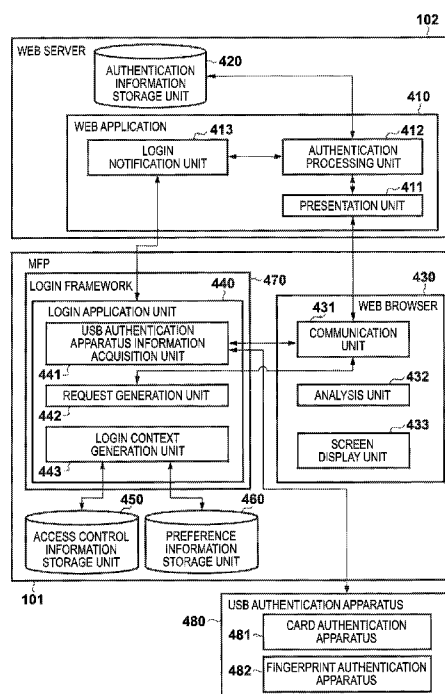 102
WEB SERVER
AUTHENTICATION
INFORMATION
STORAGE UNIT
420
410
WEB APPLICATION
413
412
LOGIN
NOTIFICATION UNIT
AUTHENTICATION
PROCESSING UNIT
411
PRESENTATION UNIT
MFP
470
430
LOGIN FRAMEWORK
440
WEB BROWSER
LOGIN APPLICATION UNIT
431
USB AUTHENTICATION
APPARATUS INFORMATION
ACQUISITION UNIT
COMMUNICATION
UNIT
441
432
REQUEST GENERATION UNIT
ANALYSIS UNIT
442
433
LOGIN CONTEXT
GENERATION UNIT
SCREEN
DISPLAY UNIT
443
450
460
ACCESS CONTROL
INFORMATION
STORAGE UNIT
PREFERENCE
INFORMATION
STORAGE UNIT
101
USB AUTHENTICATION APPARATUS
480
481
CARD AUTHENTICATION
APPARATUS
482
FINGERPRINT AUTHENTICATION
APPARATUS